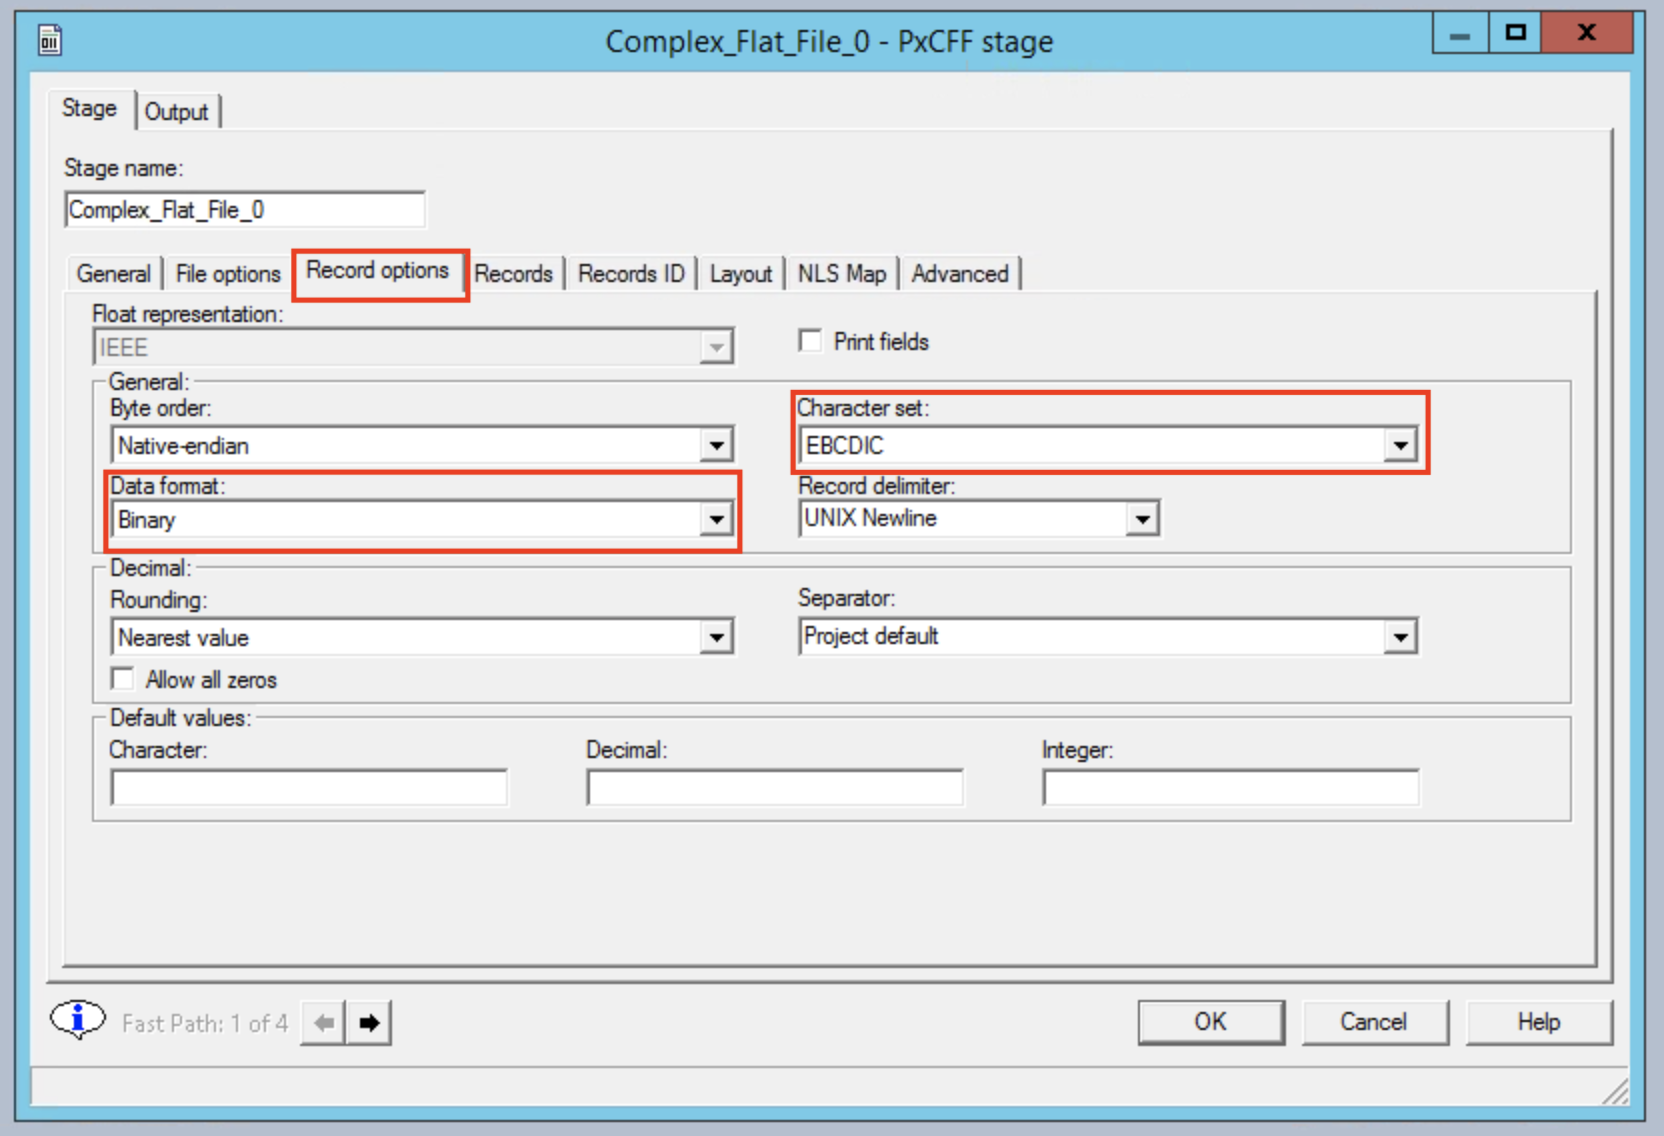 Complex_Flat_File_0 - PxCFF stage
Stage Output
Stage name:
Complex_Flat_File_0
General File options Record options Records Records ID Layout NLS Map Advanced
Float representation:
IEEE
Print fields
General:
Byte order:
Character set:
Native-endian
EBCDIC
Data format:
Record delimiter:
Binary
UNIX Newline
Decimal:
Rounding:
Separator:
Nearest value
Project default
Allow all zeros
Default values:
Character:
Decimal:
Integer:
Fast Path: 1 of 4
OK
Cancel
Help